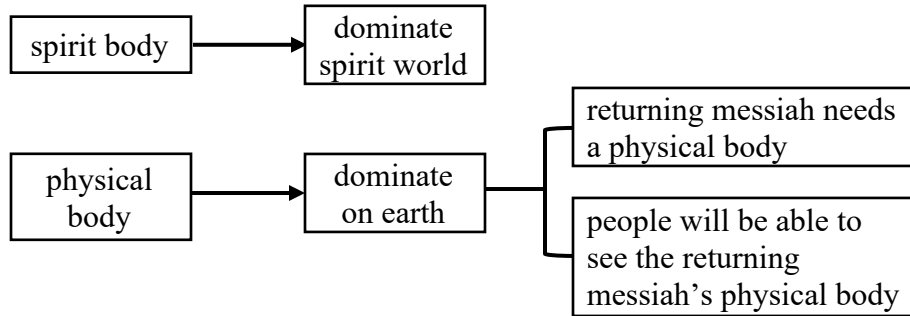 spirit body
dominate
spirit world
physical
body
dominate
on earth
returning messiah needs
a physical body
people will be able to
see the returning
messiah’s physical body